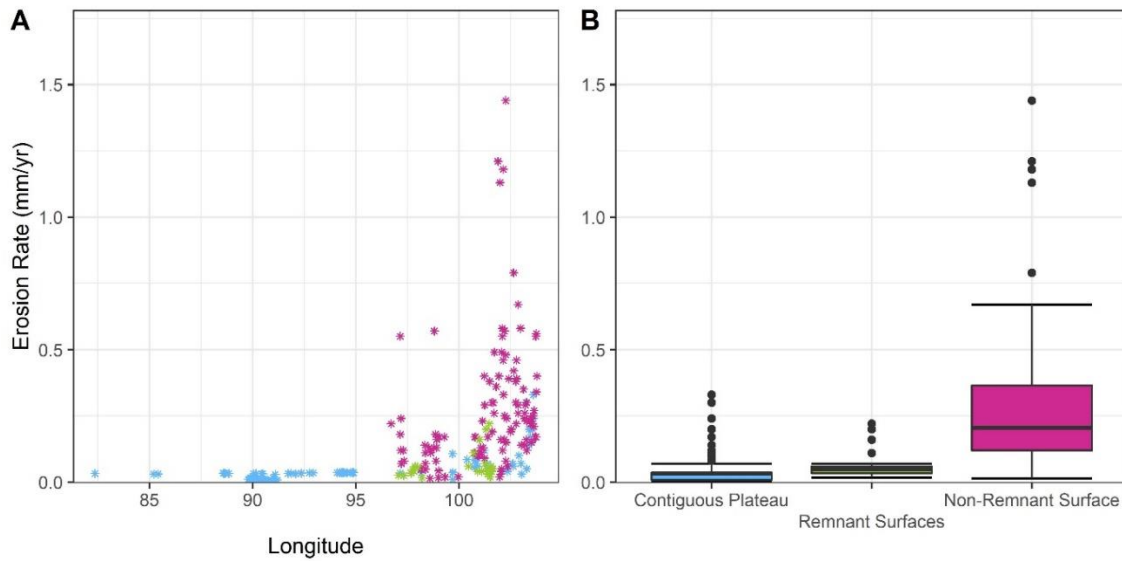 A
B
Erosion Rate (mm/yr)
1.5
1.0
0.5
0.0
85
90
95
100
Longitude
1.5
1.0
0.5
0.0
Contiguous Plateau
Remnant Surfaces
Non-Remnant Surface